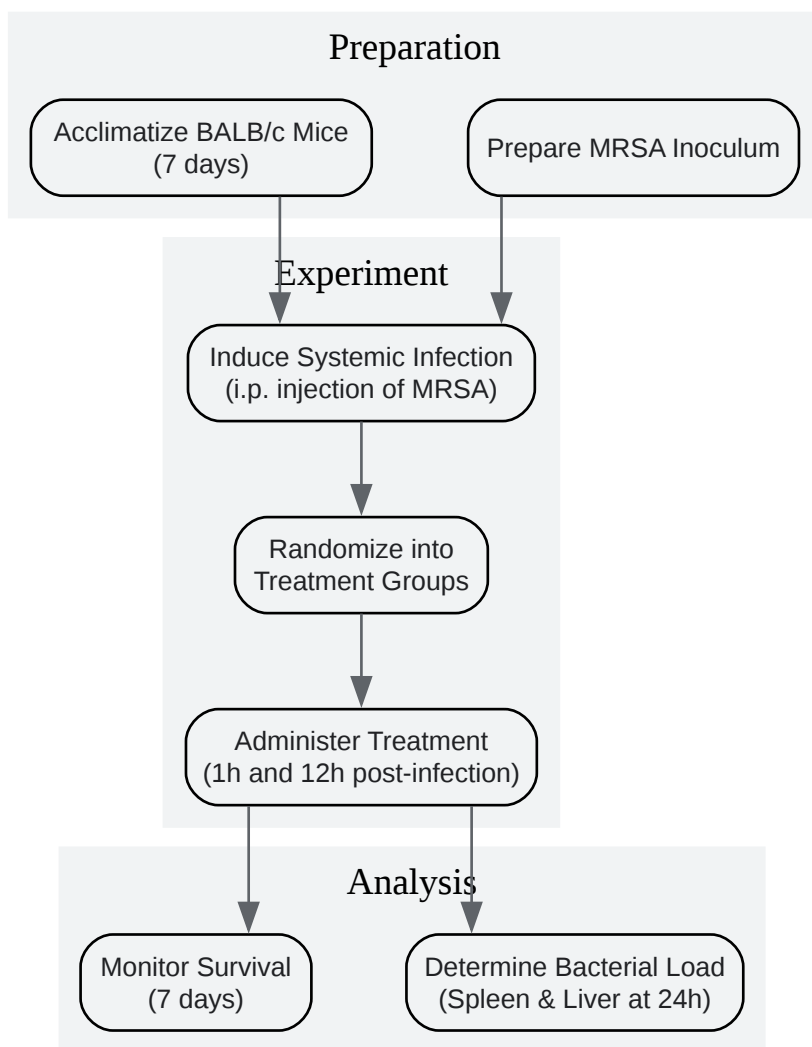 Preparation
Acclimatize BALB/c Mice
(7 days)
Prepare MRSA Inoculum
Experiment
Induce Systemic Infection
(i.p. injection of MRSA)
Randomize into
Treatment Groups
Administer Treatment
(1h and 12h post-infection)
Analysis
Monitor Survival
(7 days)
Determine Bacterial Load
(Spleen & Liver at 24h)